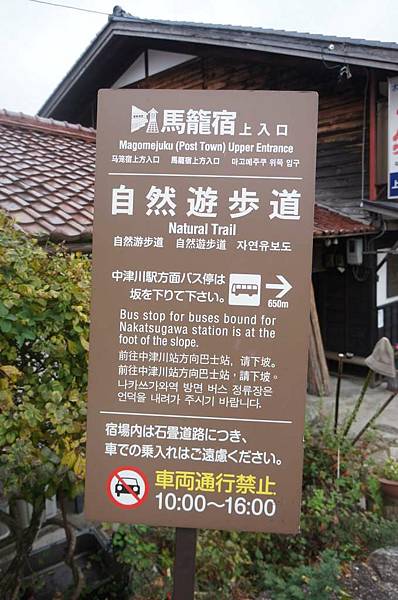 馬籠宿上入口
Magomejuku (Post Town) Upper Entrance
马笼宿上方入口 馬籠宿上方入口 마고메주쿠 위쪽 입구
自然遊歩道
Natural Trail
自然游步道 自然遊步道 자연유보도
中津川駅方面バス停は
坂を下りて下さい。
650m
Bus stop for buses bound for
Nakatsugawa station is at the
foot of the slope.
前往中津川站方向巴士站，请下坡。
前往中津川站方向巴士站，請下坡。
나카쓰가와역 방면 버스 정류장은
언덕을 내려가 주시기 바랍니다.
宿場内は石畳道路につき、
車での乗入れはご遠慮ください。
車両通行禁止
10:00～16:00